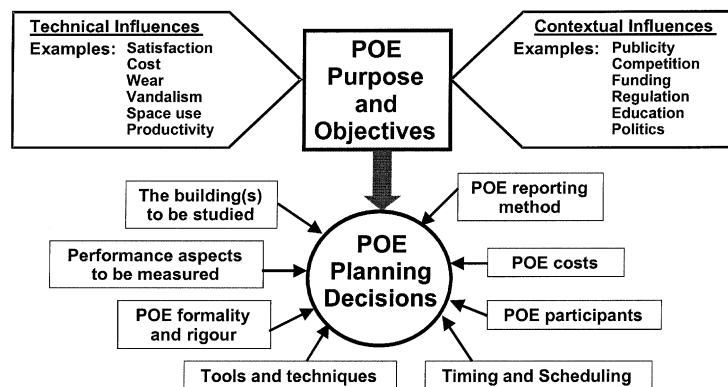 Technical Influences
Examples: Satisfaction
Cost
Wear
Vandalism
Space use
Productivity
POE
Purpose
and
Objectives
Contextual Influences
Examples: Publicity
Competition
Funding
Regulation
Education
Politics
The building(s)
to be studied
POE reporting
method
Performance aspects
to be measured
POE
Planning
Decisions
POE costs
POE formality
and rigour
POE participants
Tools and techniques
Timing and Scheduling